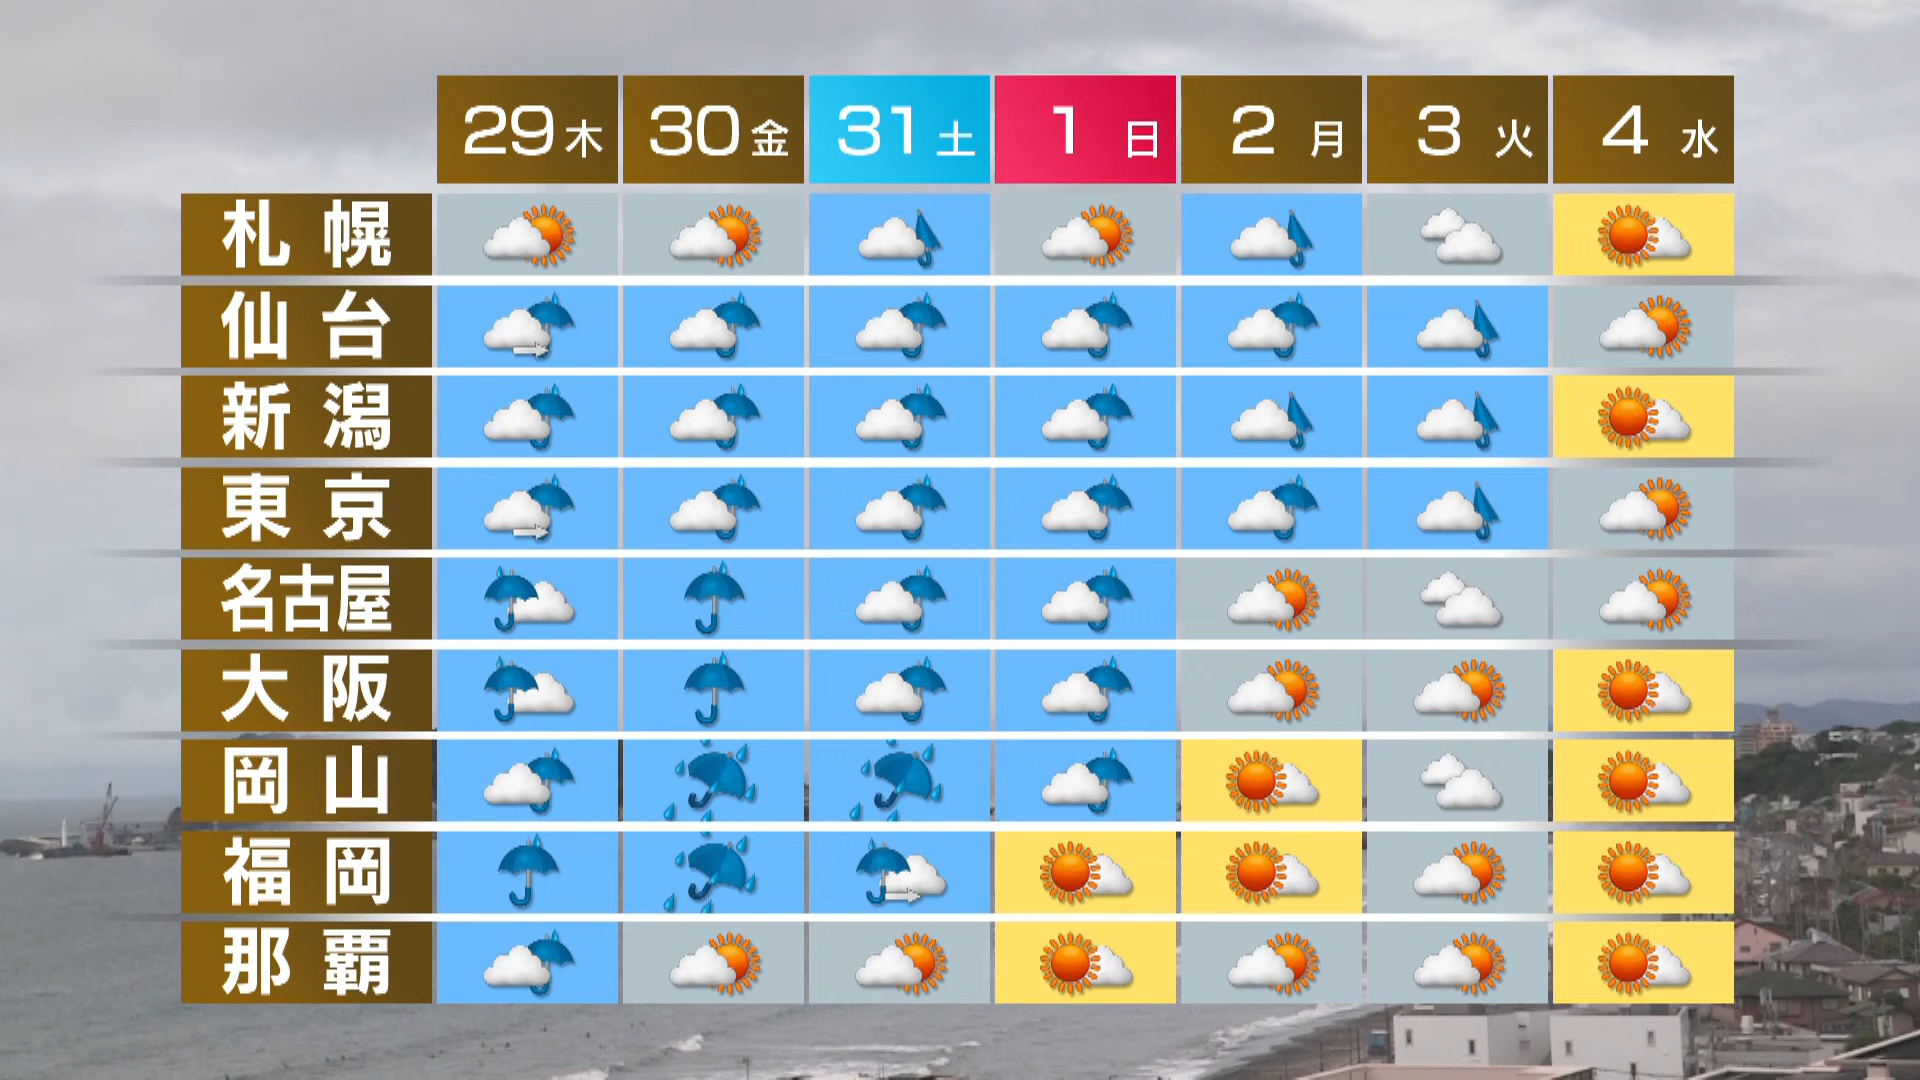 29木 30金 31土 1日 2月 3火 4水
札幌
仙台
新潟
東京
名古屋
大阪
岡山
福岡
那覇